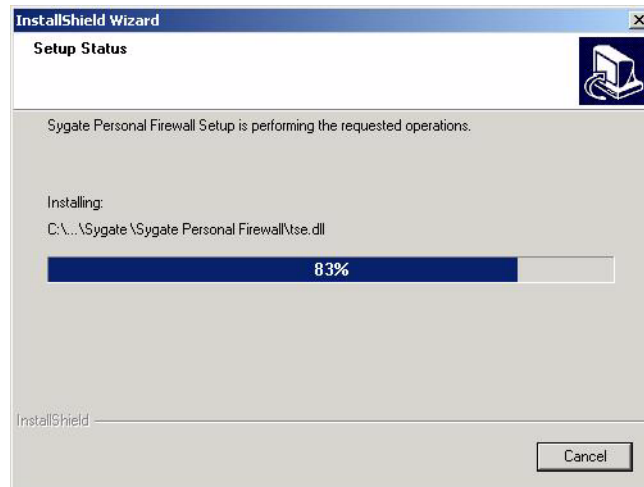 InstallShield Wizard
Setup Status
Sygate Personal Firewall Setup is performing the requested operations.
Installing:
C:\...\Sygate \Sygate Personal Firewall\tse.dll
83%
InstallShield
Cancel